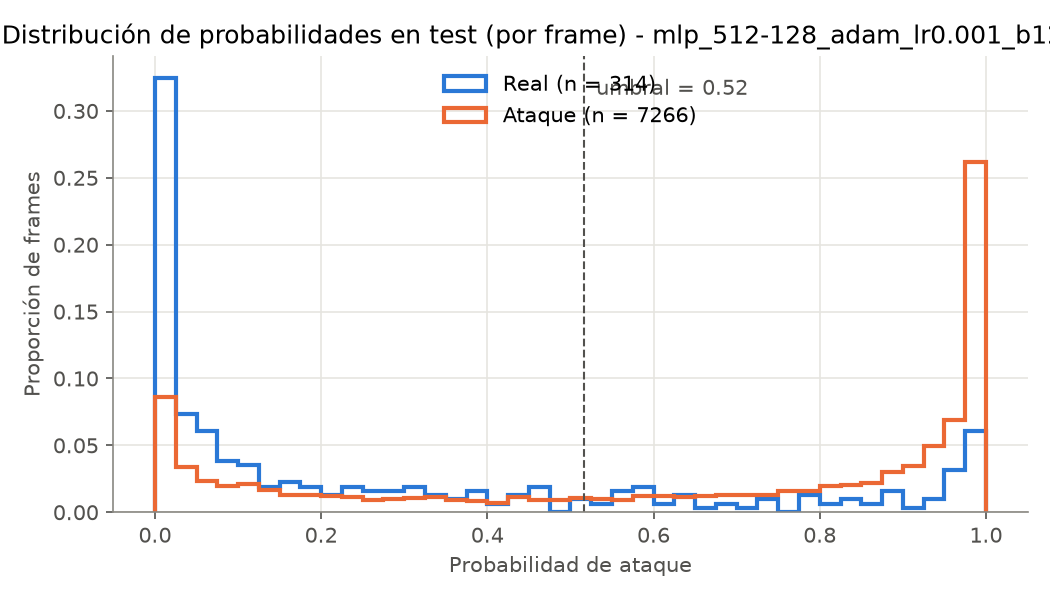 Distribución de probabilidades en test (por frame) - mlp_512-128_adam_lr0.001_b1
Real (n = 314)
umbral = 0.52
Ataque (n = 7266)
Proporción de frames
0.30
0.25
0.20
0.15
0.10
0.05
0.00
0.0 0.2 0.4 0.6 0.8 1.0
Probabilidad de ataque